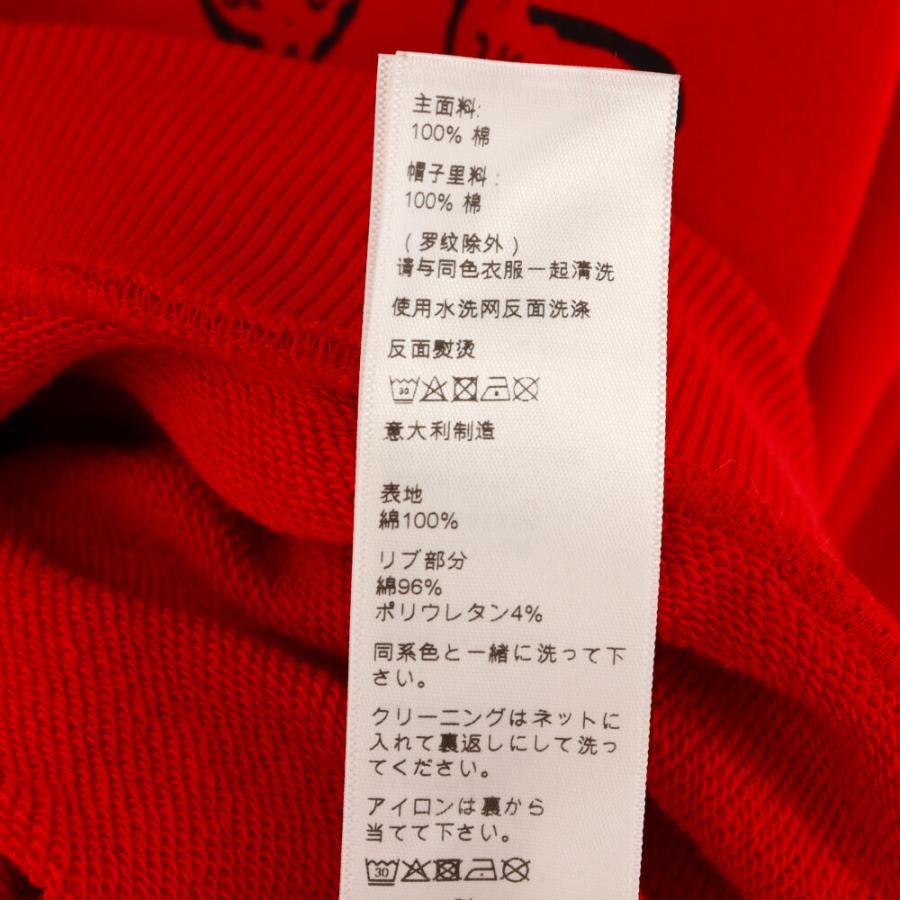 主面料:
100% 棉
帽子里料:
100% 棉
(罗纹除外)
请与同色衣服一起清洗
使用水洗网反面洗涤
反面熨烫
30
意大利制造
表地
綿100%
リブ部分
綿96%
ポリウレタン4%
同系色と一緒に洗って下
さい。
クリーニングはネットに
入れて裏返しにして洗っ
てください。
アイロンは裏から
当てて下さい。
30